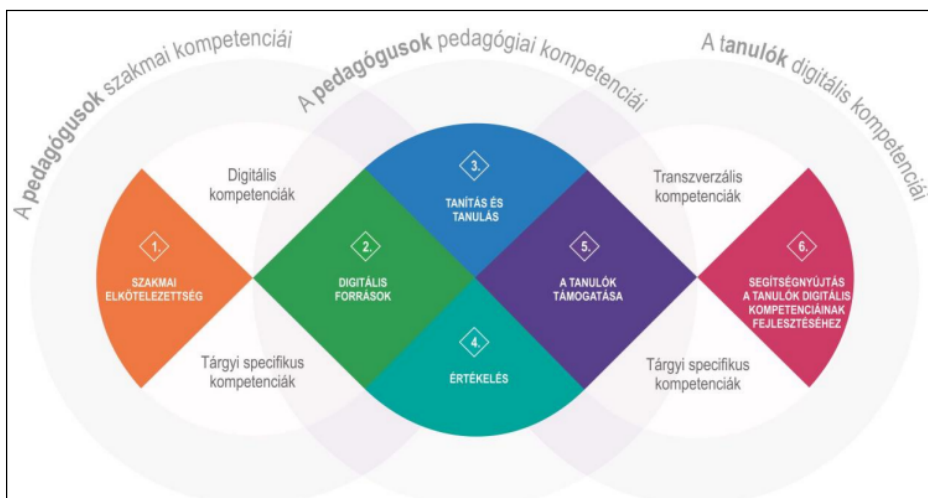 A pedagógusok szakmai kompetenciái
A pedagógusok pedagógiai kompetenciái
A tanulók digitális kompetenciái
Digitális
kompetenciák
Transzverzális
kompetenciák
1.
SZAKMAI
ELKÖTELEZETTSÉG
2.
DIGITÁLIS
FORRÁSOK
3.
TANÍTÁS ÉS
TANULÁS
4.
ÉRTÉKELÉS
5.
A TANULÓK
TÁMOGATÁSA
6.
SEGÍTSÉGNYÚJTÁS
A TANULÓK DIGITÁLIS
KOMPETENCIÁINAK
FEJLESZTÉSÉHEZ
Tárgyi specifikus
kompetenciák
Tárgyi specifikus
kompetenciák